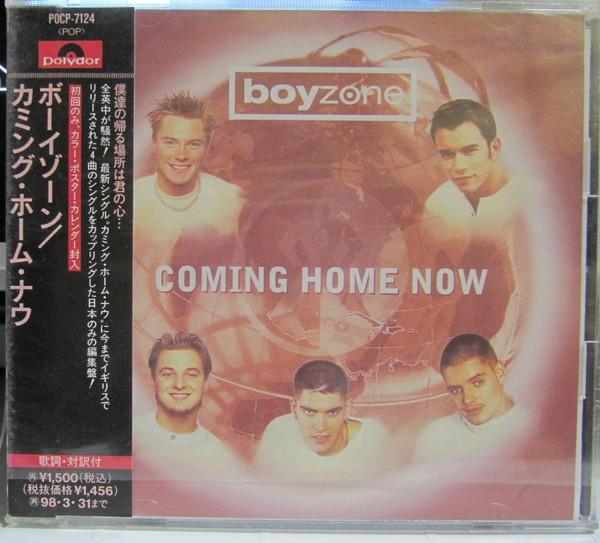 POCP-7124
〈POP〉
polydor
ボーイゾーン/
カミング・ホーム・ナウ
初回のみ、カラー・ポスター・カレンダー封入
僕達の帰る場所は君の心…
全英中が騒然! 最新シングル“カミング・ホーム・ナウ”に今までイギリスで
リリースされた4曲のシングルをカップリングした日本のみの編集盤!
歌詞・対訳付
再¥1,500(税込)
(税抜価格¥1,456)
再98・3・31まで
boyzone
COMING HOME NOW